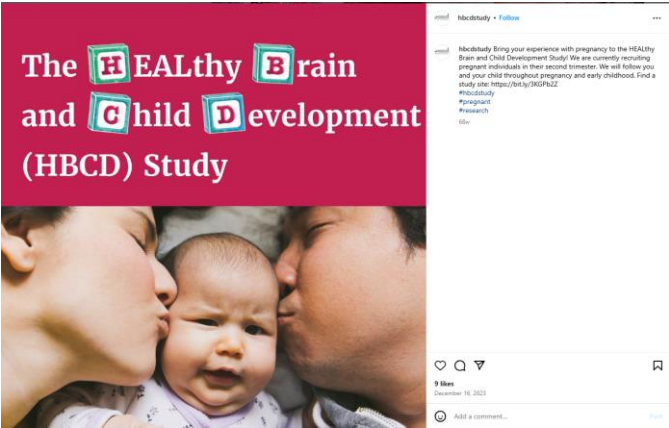 The HEALthy Brain
and Child Development
(HBCD) Study
hbcdstudy • Follow
hbcdstudy Bring your experience with pregnancy to the HEALthy
Brain and Child Development Study! We are currently recruiting
pregnant individuals in their second trimester. We will follow you
and your child throughout pregnancy and early childhood. Find a
study site: https://bit.ly/3KGPb2Z
#hbcdstudy
#pregnant
#research
68w
9 likes
December 16, 2023
Add a comment...
Post